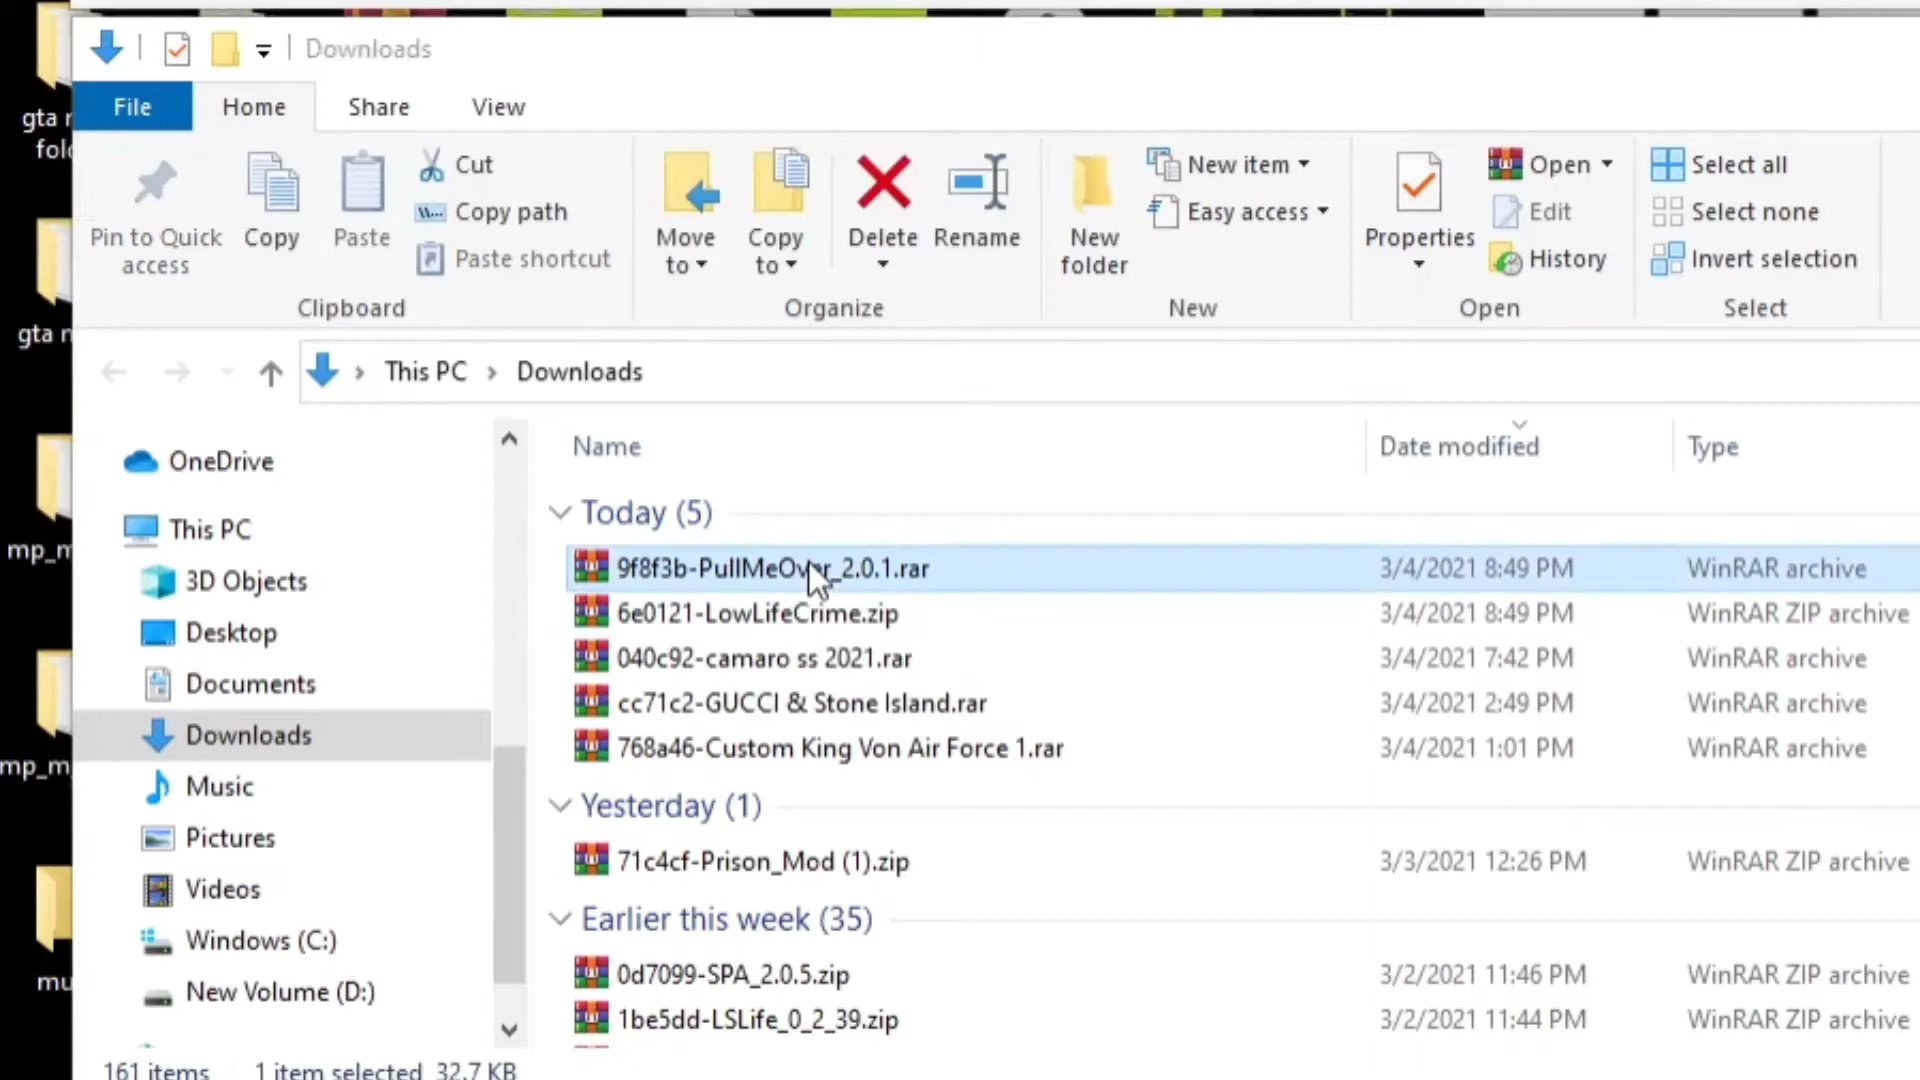 Downloads
File Home Share View
Pin to Quick access
Copy
Paste
Cut
Copy path
Paste shortcut
Clipboard
Move to
Copy to
Delete
Rename
Organize
New folder
New item
Easy access
New
Properties
Open
Edit
History
Open
Select all
Select none
Invert selection
Select
This PC > Downloads
gta
gta
OneDrive
This PC
3D Objects
Desktop
Documents
Downloads
Music
Pictures
Videos
Windows (C:)
New Volume (D:)
Name Date modified Type
Today (5)
9f8f3b-PullMeOver_2.0.1.rar 3/4/2021 8:49 PM WinRAR archive
6e0121-LowLifeCrime.zip 3/4/2021 8:49 PM WinRAR ZIP archive
040c92-camaro ss 2021.rar 3/4/2021 7:42 PM WinRAR archive
cc71c2-GUCCI & Stone Island.rar 3/4/2021 2:49 PM WinRAR archive
768a46-Custom King Von Air Force 1.rar 3/4/2021 1:01 PM WinRAR archive
Yesterday (1)
71c4cf-Prison_Mod (1).zip 3/3/2021 12:26 PM WinRAR ZIP archive
Earlier this week (35)
0d7099-SPA_2.0.5.zip 3/2/2021 11:46 PM WinRAR ZIP archive
1be5dd-LSLife_0_2_39.zip 3/2/2021 11:44 PM WinRAR ZIP archive
161 items 1 item selected 32.7 KB